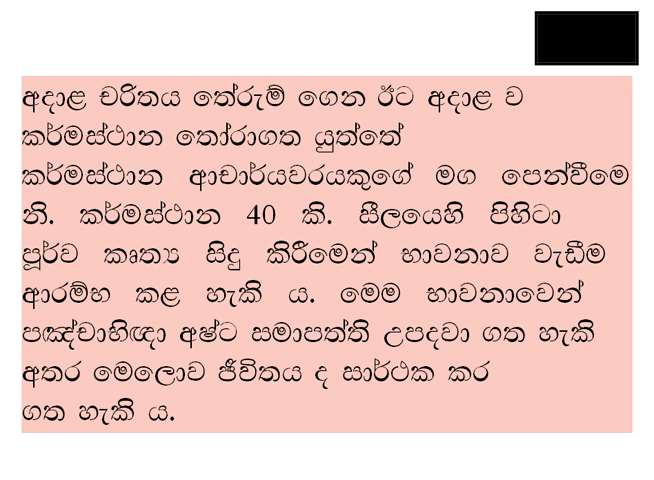 අදාළ චරිතය තේරුම් ගෙන ඊට අදාළ ව
කර්මස්ථාන තෝරාගත යුත්තේ
කර්මස්ථාන ආචාර්යවරයකුගේ මග පෙන්වීමෙ
නි. කර්මස්ථාන 40 කි. සීලයෙහි පිහිටා
පූර්ව කෘත්‍ය සිදු කිරීමෙන් භාවනාව වැඩීම
ආරම්භ කළ හැකි ය. මෙම භාවනාවෙන්
පඤ්චාභිඥා අෂ්ට සමාපත්ති උපදවා ගත හැකි
අතර මෙලොව ජීවිතය ද සාර්ථක කර
ගත හැකි ය.